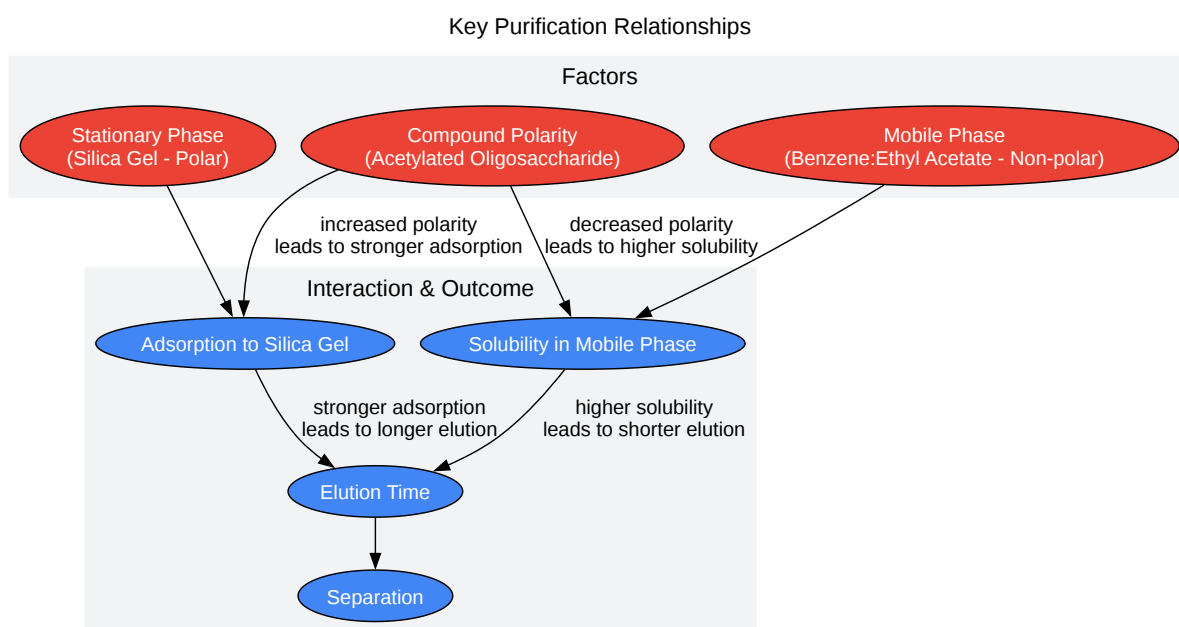 Key Purification Relationships
Factors
Stationary Phase
(Silica Gel - Polar)
Compound Polarity
(Acetylated Oligosaccharide)
Mobile Phase
(Benzene:Ethyl Acetate - Non-polar)
increased polarity
leads to stronger adsorption
decreased polarity
leads to higher solubility
Interaction & Outcome
Adsorption to Silica Gel
Solubility in Mobile Phase
stronger adsorption
leads to longer elution
higher solubility
leads to shorter elution
Elution Time
Separation